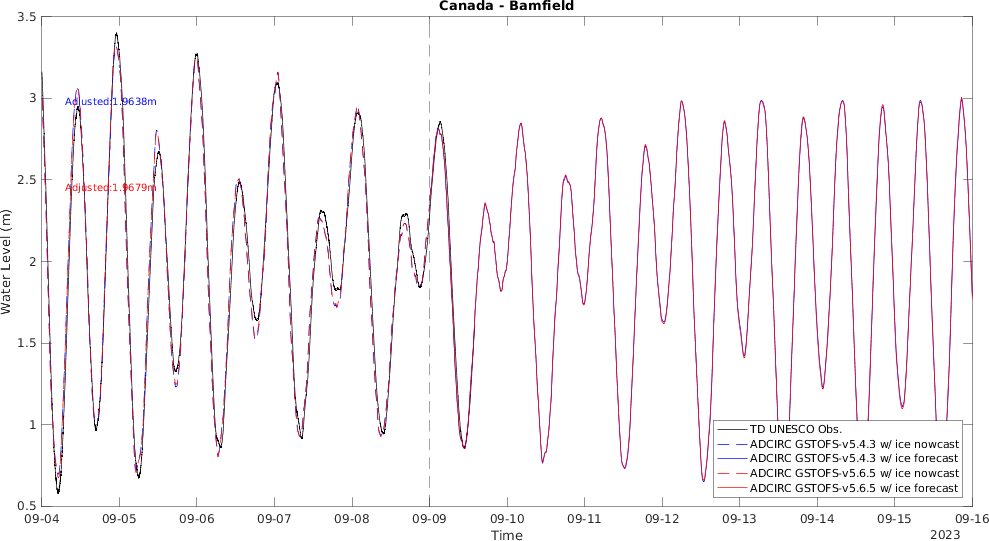 Canada - Bamfield
3.5
3
2.5
2
1.5
1
0.5
Water Level (m)
Adjusted:1.9638m
Adjusted:1.9679m
TD UNESCO Obs.
ADCIRC GSTOFS-v5.4.3 w/ ice nowcast
ADCIRC GSTOFS-v5.4.3 w/ ice forecast
ADCIRC GSTOFS-v5.6.5 w/ ice nowcast
ADCIRC GSTOFS-v5.6.5 w/ ice forecast
09-04 09-05 09-06 09-07 09-08 09-09 09-10 09-11 09-12 09-13 09-14 09-15 09-16
Time
2023